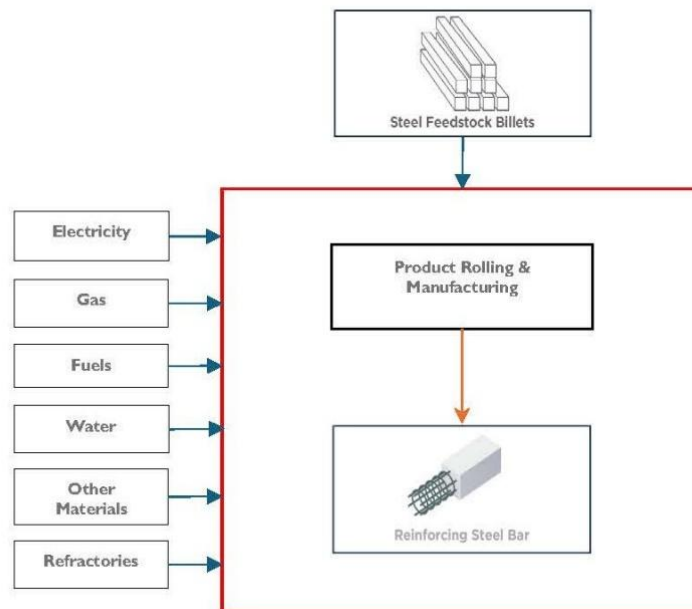 Steel Feedstock Billets
Electricity
Gas
Fuels
Water
Other
Materials
Refractories
Product Rolling &
Manufacturing
Reinforcing Steel Bar